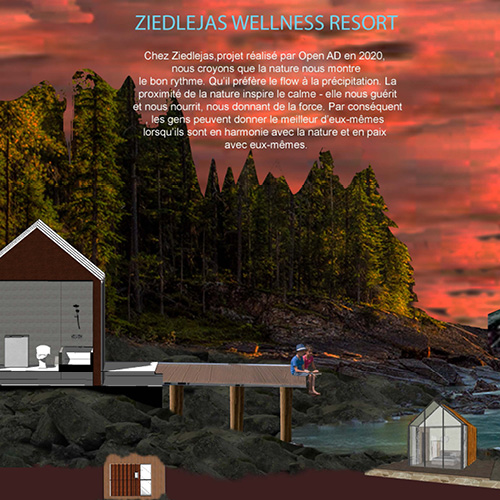 ZIEDLEJAS WELLNESS RESORT
Chez Ziedlejas,projet réalisé par Open AD en 2020,
nous croyons que la nature nous montre
le bon rythme. Qu'il préfère le flow à la précipitation. La
proximité de la nature inspire le calme - elle nous guérit
et nous nourrit, nous donnant de la force. Par conséquent
, les gens peuvent donner le meilleur d'eux-mêmes
lorsqu'ils sont en harmonie avec la nature et en paix
avec eux-mêmes.